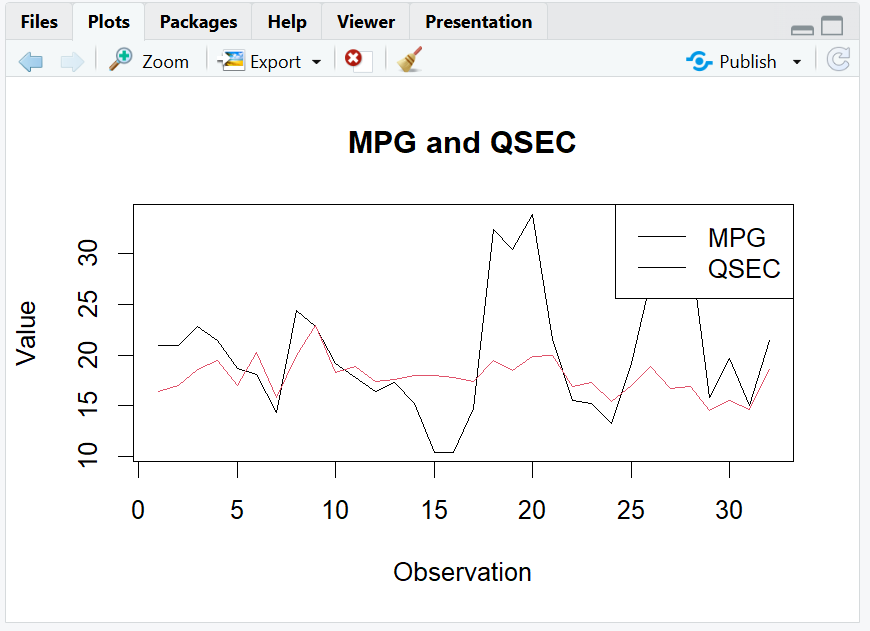 Files Plots Packages Help Viewer Presentation
Zoom Export Publish
MPG and QSEC
MPG
QSEC
Value
30
25
20
15
10
0 5 10 15 20 25 30
Observation